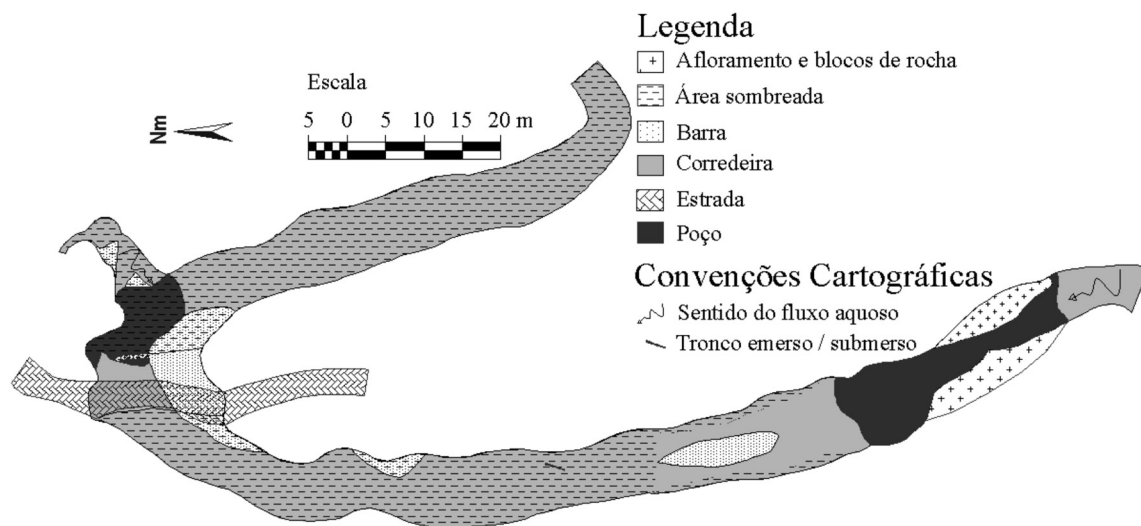 Legenda
Afloramento e blocos de rocha
Área sombreada
Barra
Corredeira
Estrada
Poço
Convenções Cartográficas
Sentido do fluxo aquoso
Tronco emerso / submerso
Escala
5 0 5 10 15 20 m
Nm